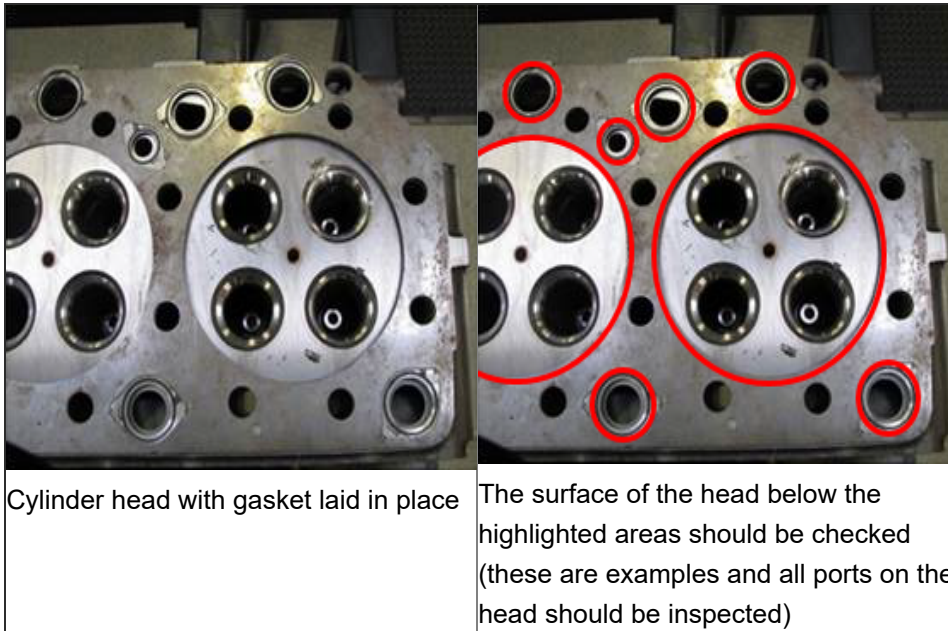 Cylinder head with gasket laid in place
The surface of the head below the
highlighted areas should be checked
(these are examples and all ports on the
head should be inspected)